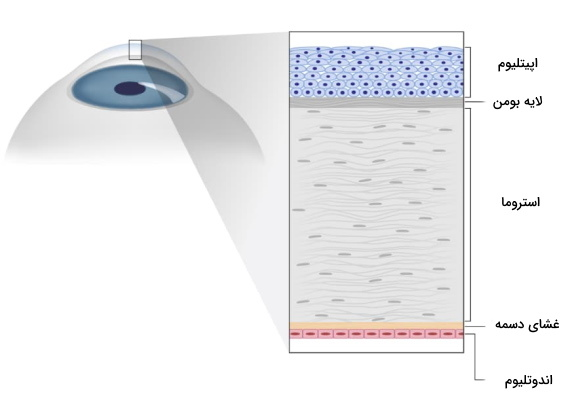 اپیتلیوم
لایه بومن
استروما
غشای دسمه
اندوتلیوم